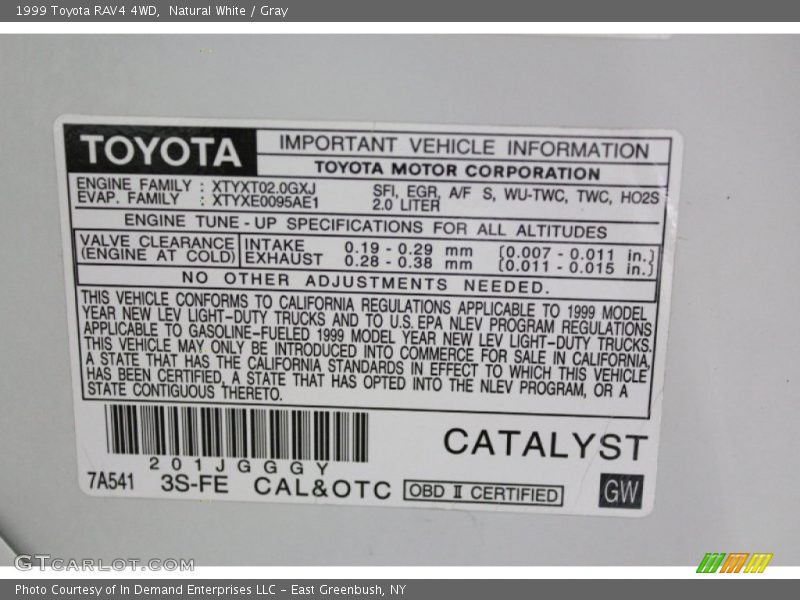 1999 Toyota RAV4 4WD, Natural White / Gray
TOYOTA
IMPORTANT VEHICLE INFORMATION
TOYOTA MOTOR CORPORATION
ENGINE FAMILY : XTYXT02.0GXJ
EVAP. FAMILY : XTYXE0095AE1
SFI, EGR, A/F S, WU-TWC, TWC, HO2S
2.0 LITER
ENGINE TUNE-UP SPECIFICATIONS FOR ALL ALTITUDES
VALVE CLEARANCE INTAKE 0.19 - 0.29 mm (0.007 - 0.011 in.)
(ENGINE AT COLD) EXHAUST 0.28 - 0.38 mm (0.011 - 0.015 in.)
NO OTHER ADJUSTMENTS NEEDED.
THIS VEHICLE CONFORMS TO CALIFORNIA REGULATIONS APPLICABLE TO 1999 MODEL
YEAR NEW LEV LIGHT-DUTY TRUCKS AND TO U.S. EPA NLEV PROGRAM REGULATIONS
APPLICABLE TO GASOLINE-FUELED 1999 MODEL YEAR NEW LEV LIGHT-DUTY TRUCKS.
THIS VEHICLE MAY ONLY BE INTRODUCED INTO COMMERCE FOR SALE IN CALIFORNIA,
A STATE THAT HAS THE CALIFORNIA STANDARDS IN EFFECT TO WHICH THIS VEHICLE
HAS BEEN CERTIFIED, A STATE THAT HAS OPTED INTO THE NLEV PROGRAM, OR A
STATE CONTIGUOUS THERETO.
201JGGGY
CATALYST
7A541 3S-FE CAL&OTC OBD II CERTIFIED GW
GTCARLOT.COM
Photo Courtesy of In Demand Enterprises LLC - East Greenbush, NY